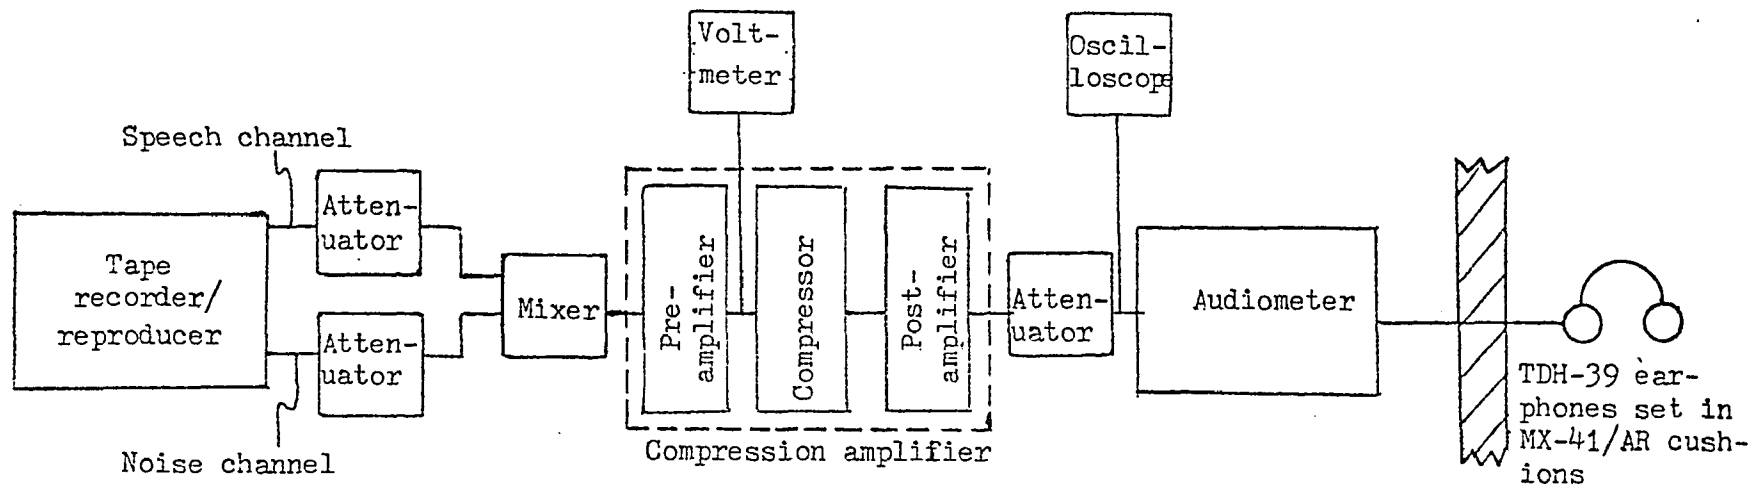 Volt-
meter
Oscil-
loscope
Speech channel
Atten-
uator
Tape
recorder/
reproducer
Atten-
uator
Noise channel
Mixer
Pre-
amplifier
Compressor
Post-
amplifier
Compression amplifier
Atten-
uator
Audiometer
TDH-39 ear-
phones set in
MX-41/AR cush-
ions